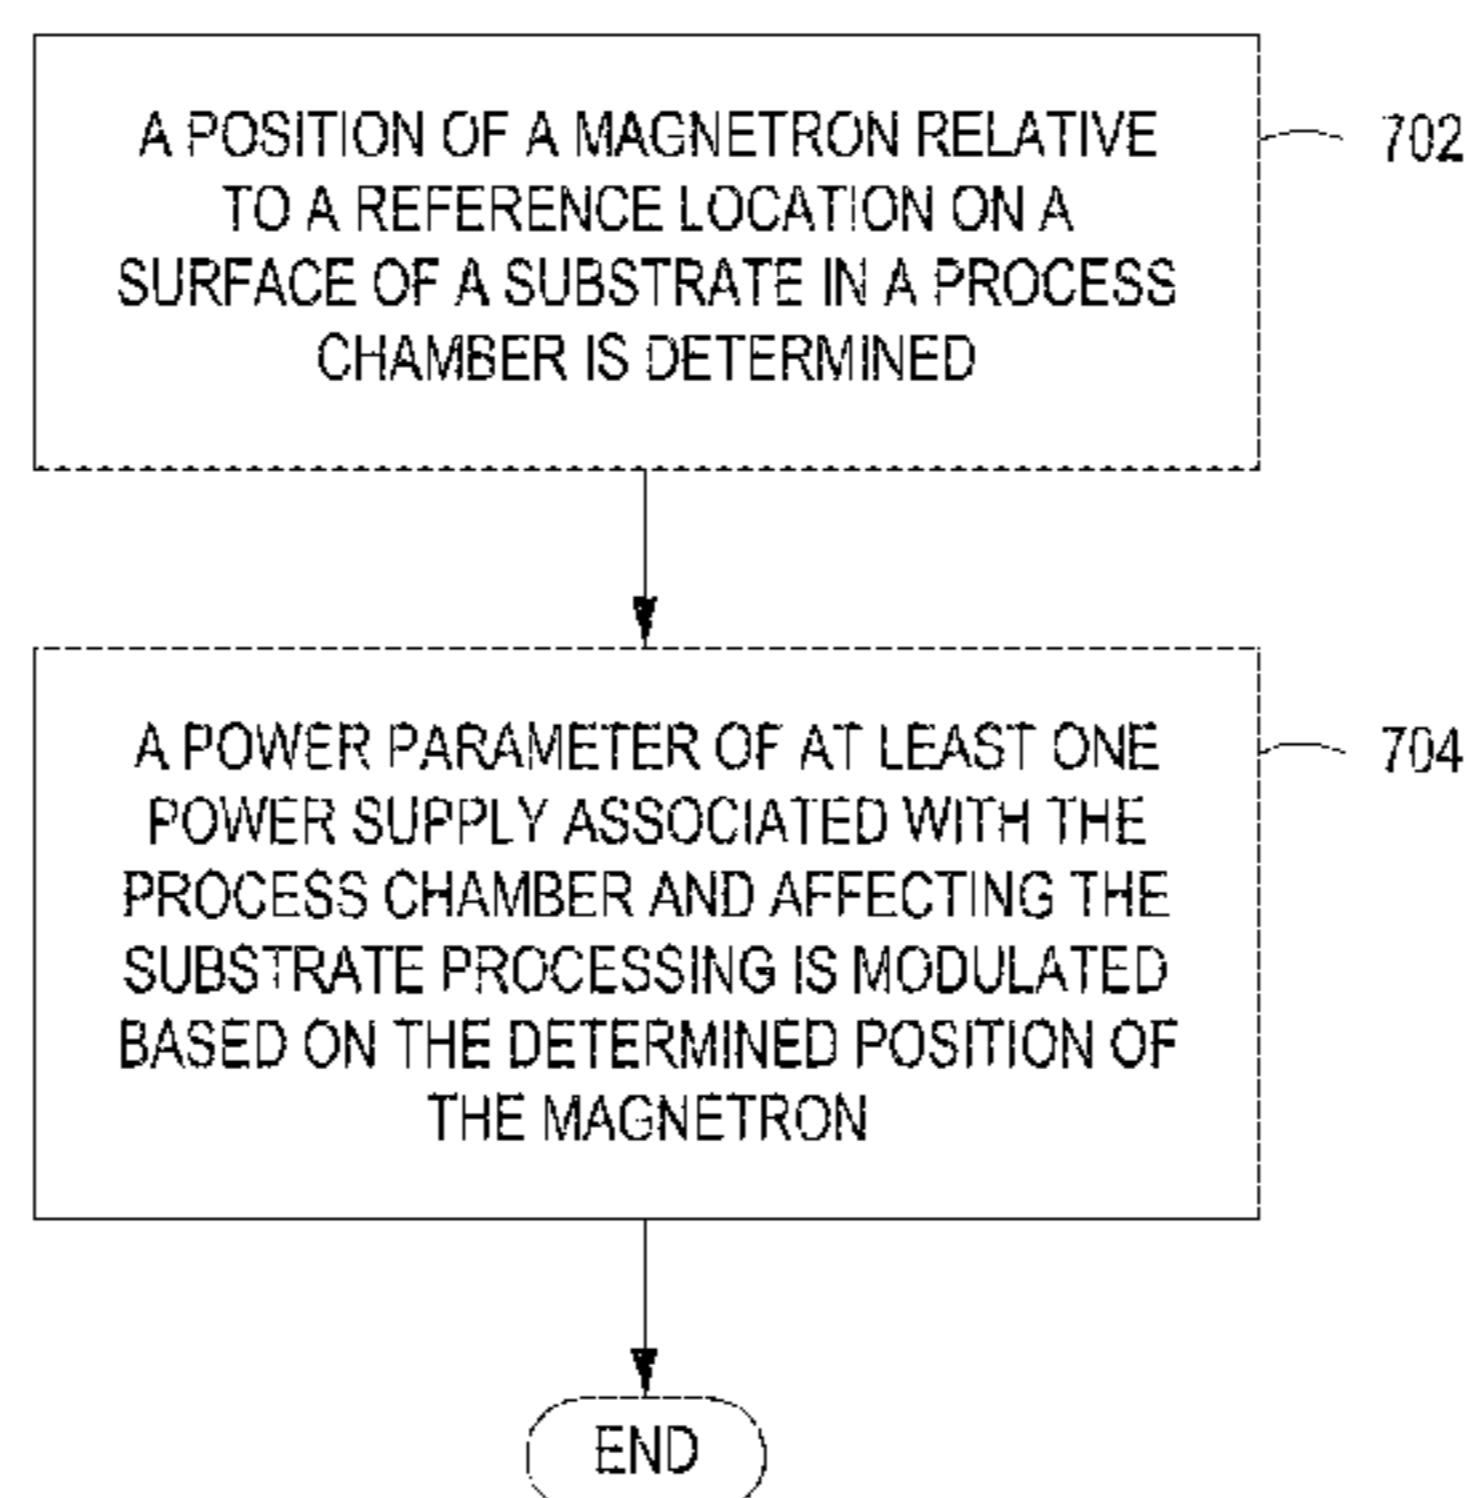 A POSITION OF A MAGNETRON RELATIVE
TO A REFERENCE LOCATION ON A
SURFACE OF A SUBSTRATE IN A PROCESS
CHAMBER IS DETERMINED
702
A POWER PARAMETER OF AT LEAST ONE
POWER SUPPLY ASSOCIATED WITH THE
PROCESS CHAMBER AND AFFECTING THE
SUBSTRATE PROCESSING IS MODULATED
BASED ON THE DETERMINED POSITION OF
THE MAGNETRON
704
END